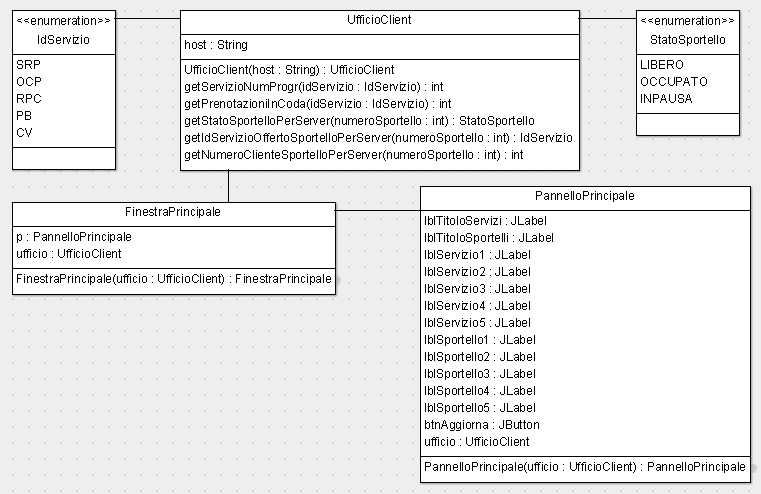 <<enumeration>>
IdServizio
SRP
OCP
RPC
PB
CV
UfficioClient
host : String
UfficioClient(host : String) : UfficioClient
getServizioNumProgr(idServizio : IdServizio) : int
getPrenotazioniInCoda(idServizio : IdServizio) : int
getStatoSportelloPerServer(numeroSportello : int) : StatoSportello
getIdServizioOffertoSportelloPerServer(numeroSportello : int) : IdServizio
getNumeroClienteSportelloPerServer(numeroSportello : int) : int
<<enumeration>>
StatoSportello
LIBERO
OCCUPATO
INPAUSA
FinestraPrincipale
p : PannelloPrincipale
ufficio : UfficioClient
FinestraPrincipale(ufficio : UfficioClient) : FinestraPrincipale
PannelloPrincipale
lblTitoloServizi : JLabel
lblTitoloSportelli : JLabel
lblServizio1 : JLabel
lblServizio2 : JLabel
lblServizio3 : JLabel
lblServizio4 : JLabel
lblServizio5 : JLabel
lblSportello1 : JLabel
lblSportello2 : JLabel
lblSportello3 : JLabel
lblSportello4 : JLabel
lblSportello5 : JLabel
btnAggiorna : JButton
ufficio : UfficioClient
PannelloPrincipale(ufficio : UfficioClient) : PannelloPrincipale